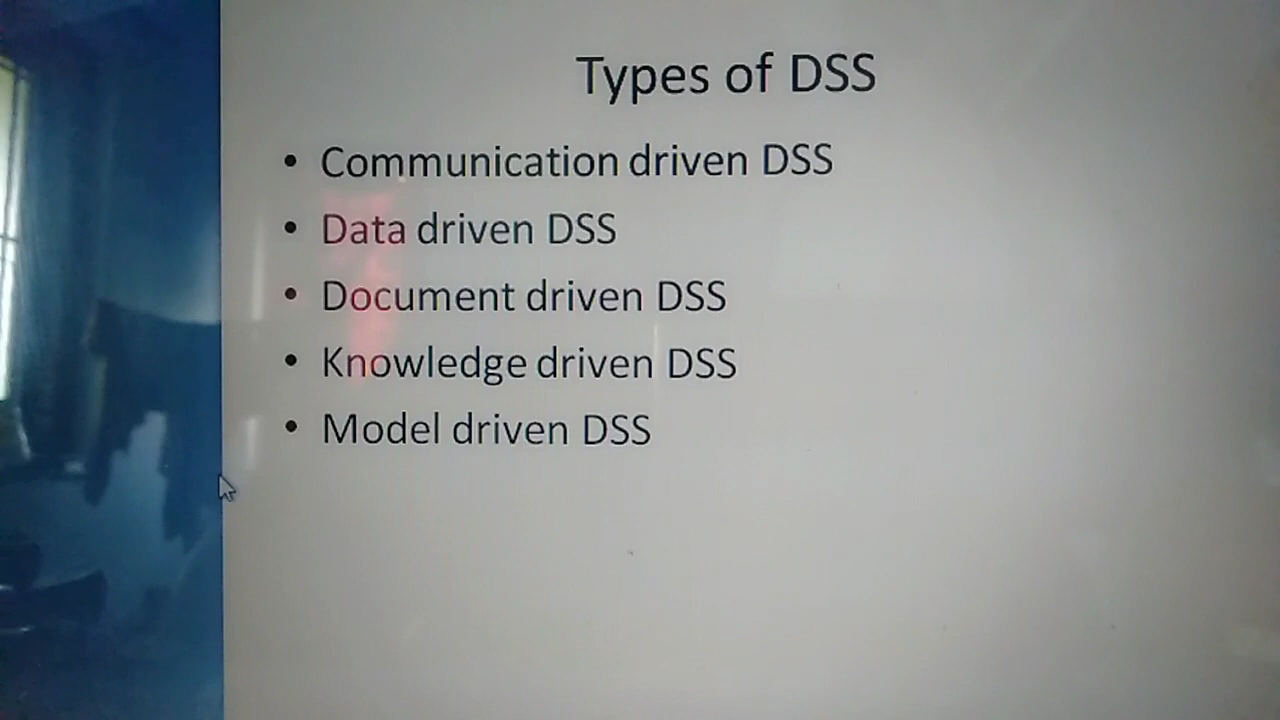 Types of DSS
• Communication driven DSS
• Data driven DSS
• Document driven DSS
• Knowledge driven DSS
• Model driven DSS